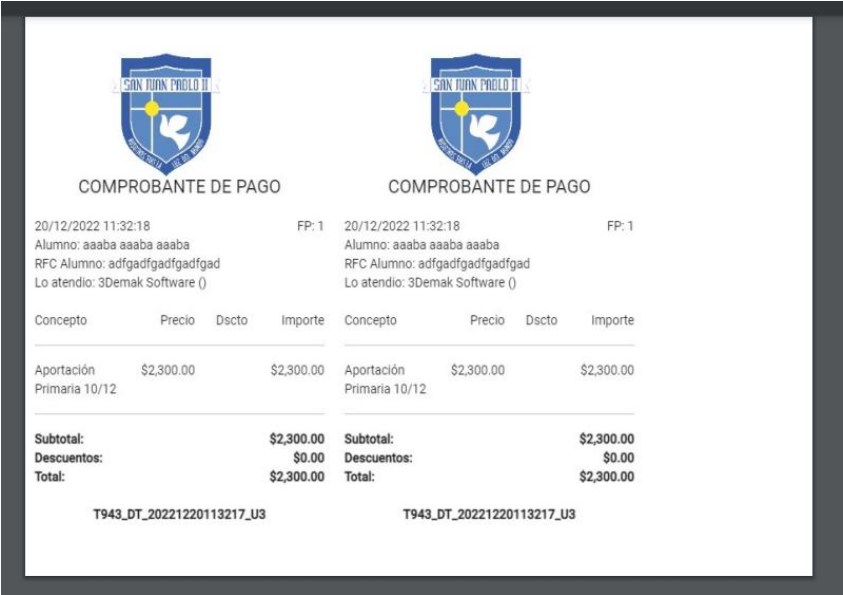 SAN JUAN PABLO II
COMPROBANTE DE PAGO
20/12/2022 11:32:18 FP: 1
Alumno: aaaba aaaba aaaba
RFC Alumno: adfgadfgadfgadfgad
Lo atendio: 3Demak Software ()
Concepto Precio Dscto Importe
Aportación $2,300.00 $2,300.00
Primaria 10/12
Subtotal: $2,300.00
Descuentos: $0.00
Total: $2,300.00
T943_DT_20221220113217_U3
SAN JUAN PABLO II
COMPROBANTE DE PAGO
20/12/2022 11:32:18 FP: 1
Alumno: aaaba aaaba aaaba
RFC Alumno: adfgadfgadfgadfgad
Lo atendio: 3Demak Software ()
Concepto Precio Dscto Importe
Aportación $2,300.00 $2,300.00
Primaria 10/12
Subtotal: $2,300.00
Descuentos: $0.00
Total: $2,300.00
T943_DT_20221220113217_U3